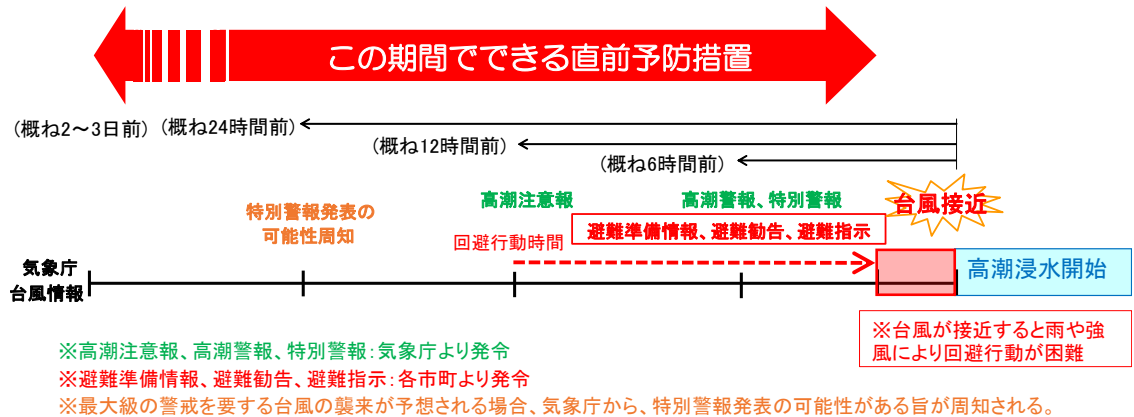 この期間でできる直前予防措置
(概ね2～3日前)
(概ね24時間前)
(概ね12時間前)
(概ね6時間前)
特別警報発表の
可能性周知
高潮注意報
高潮警報、特別警報
台風接近
避難準備情報、避難勧告、避難指示
回避行動時間
気象庁
台風情報
高潮浸水開始
※台風が接近すると雨や強
風により回避行動が困難
※高潮注意報、高潮警報、特別警報：気象庁より発令
※避難準備情報、避難勧告、避難指示：各市町より発令
※最大級の警戒を要する台風の襲来が予想される場合、気象庁から、特別警報発表の可能性がある旨が周知される。